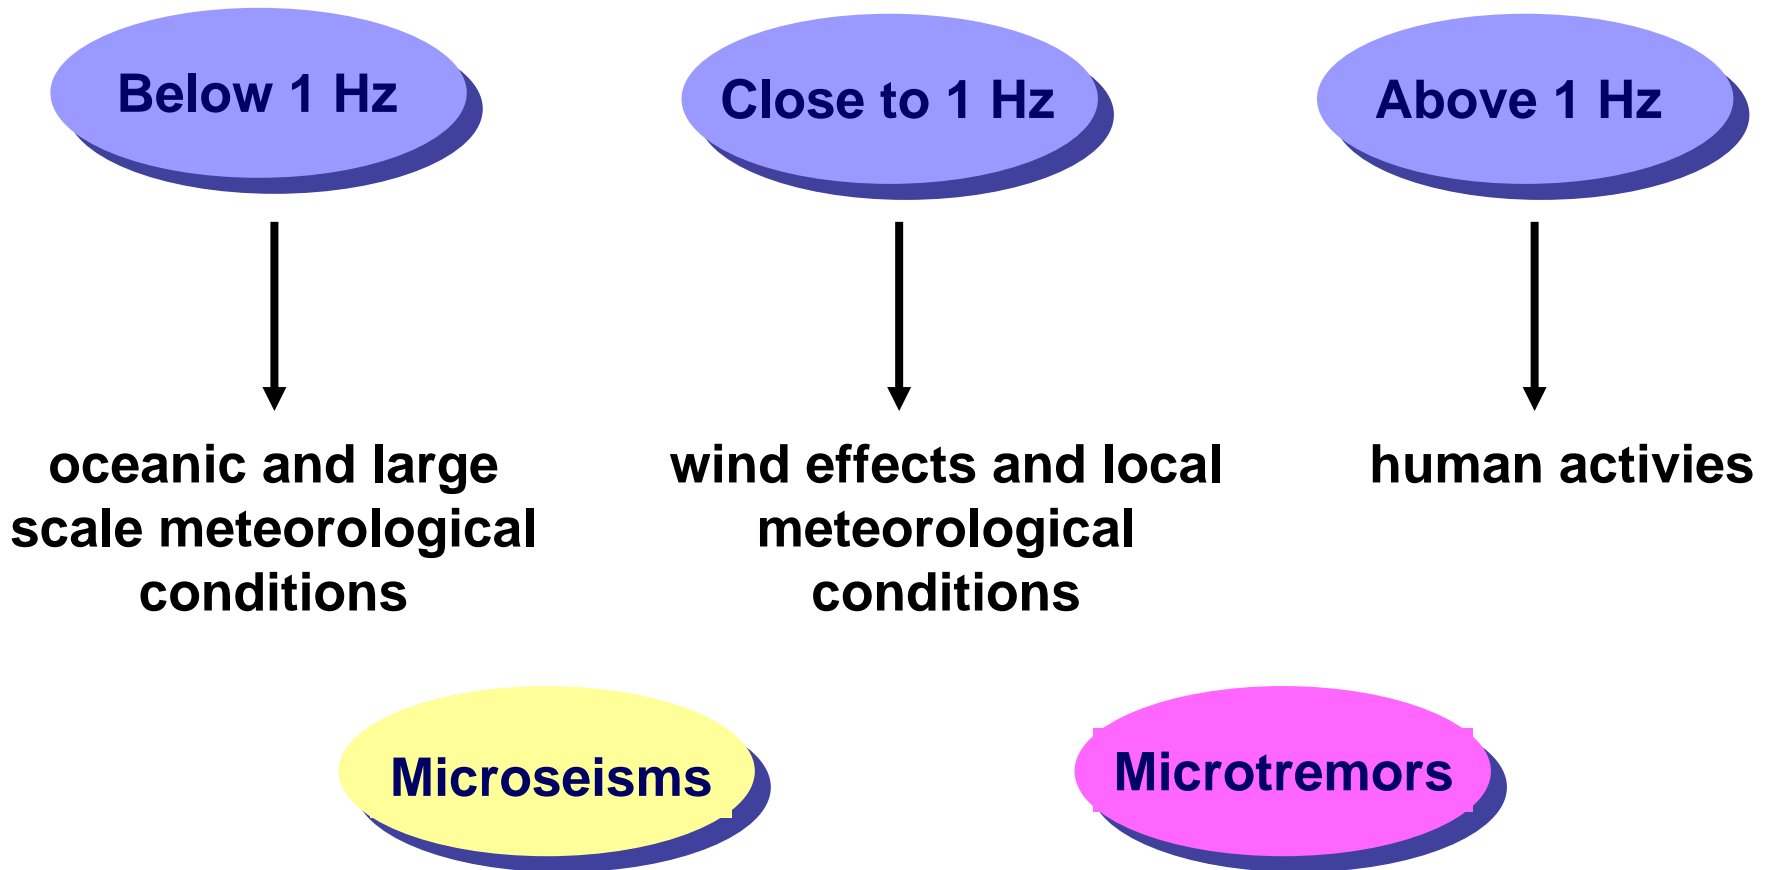 Below 1 Hz
Close to 1 Hz
Above 1 Hz
oceanic and large
scale meteorological
conditions
wind effects and local
meteorological
conditions
human activies
Microseisms
Microtremors